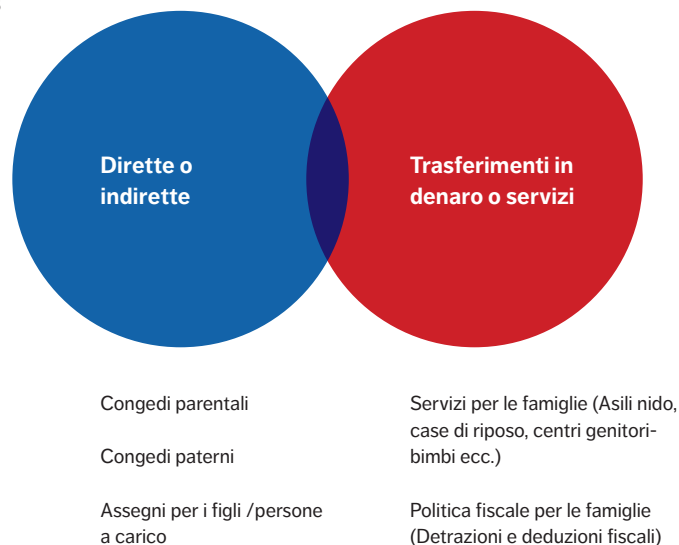 Dirette o
indirette
Trasferimenti in
denaro o servizi
Congedi parentali
Congedi paterni
Assegni per i figli /persone
a carico
Servizi per le famiglie (Asili nido,
case di riposo, centri genitori-
bimbi ecc.)
Politica fiscale per le famiglie
(Detrazioni e deduzioni fiscali)